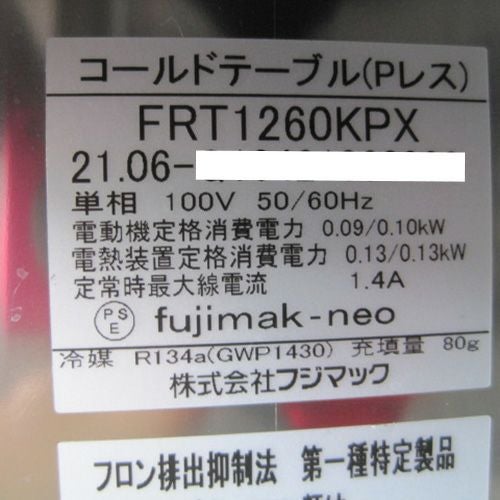 コールドテーブル(Pレス)
FRT1260KPX
21.06-
単相 100V 50/60Hz
電動機定格消費電力 0.09/0.10kW
電熱装置定格消費電力 0.13/0.13kW
定常時最大線電流 1.4A
PSE fujimak-neo
冷媒 R134a(GWP1430) 充填量 80g
株式会社フジマック
フロン排出抑制法 第一種特定製品